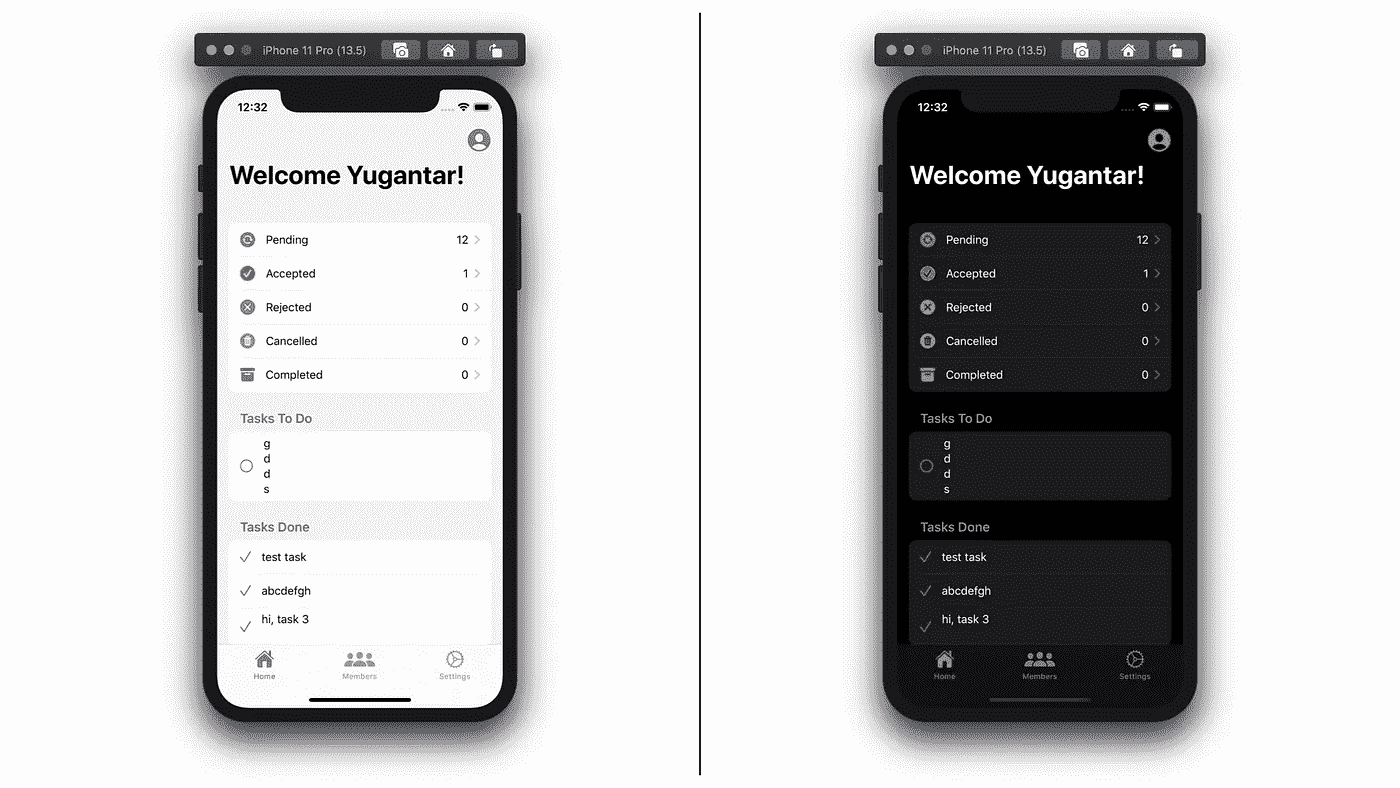 iPhone 11 Pro (13.5)
12:32
Welcome Yugantar!
Pending 12
Accepted 1
Rejected 0
Cancelled 0
Completed 0
Tasks To Do
g
d
d
s
Tasks Done
test task
abcdefgh
hi, task 3
Home Members Settings
iPhone 11 Pro (13.5)
12:32
Welcome Yugantar!
Pending 12
Accepted 1
Rejected 0
Cancelled 0
Completed 0
Tasks To Do
g
d
d
s
Tasks Done
test task
abcdefgh
hi, task 3
Home Members Settings